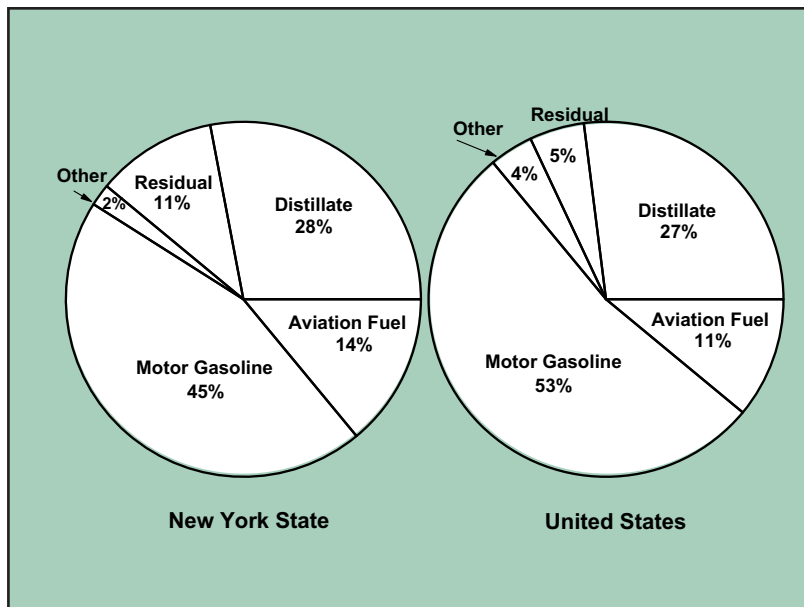 Other
2%
Residual
11%
Distillate
28%
Aviation Fuel
14%
Motor Gasoline
45%
New York State
Other
4%
Residual
5%
Distillate
27%
Aviation Fuel
11%
Motor Gasoline
53%
United States